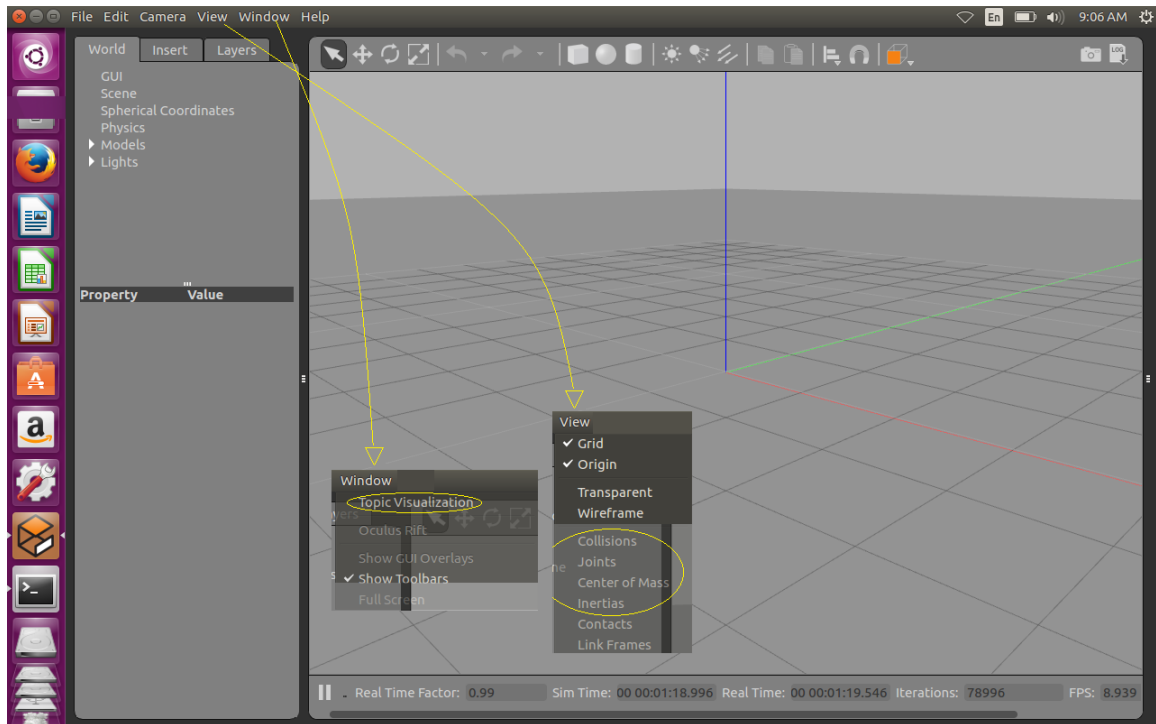 File Edit Camera View Window Help
En
9:06 AM
World Insert Layers
LOG
GUI
Scene
Spherical Coordinates
Physics
Models
Lights
Property Value
Window
Topic Visualization
Oculus Rift
Show GUI Overlays
Show Toolbars
Full Screen
View
Grid
Origin
Transparent
Wireframe
Collisions
Joints
Center of Mass
Inertias
Contacts
Link Frames
Real Time Factor: 0.99 Sim Time: 00 00:01:18.996 Real Time: 00 00:01:19.546 Iterations: 78996 FPS: 8.939